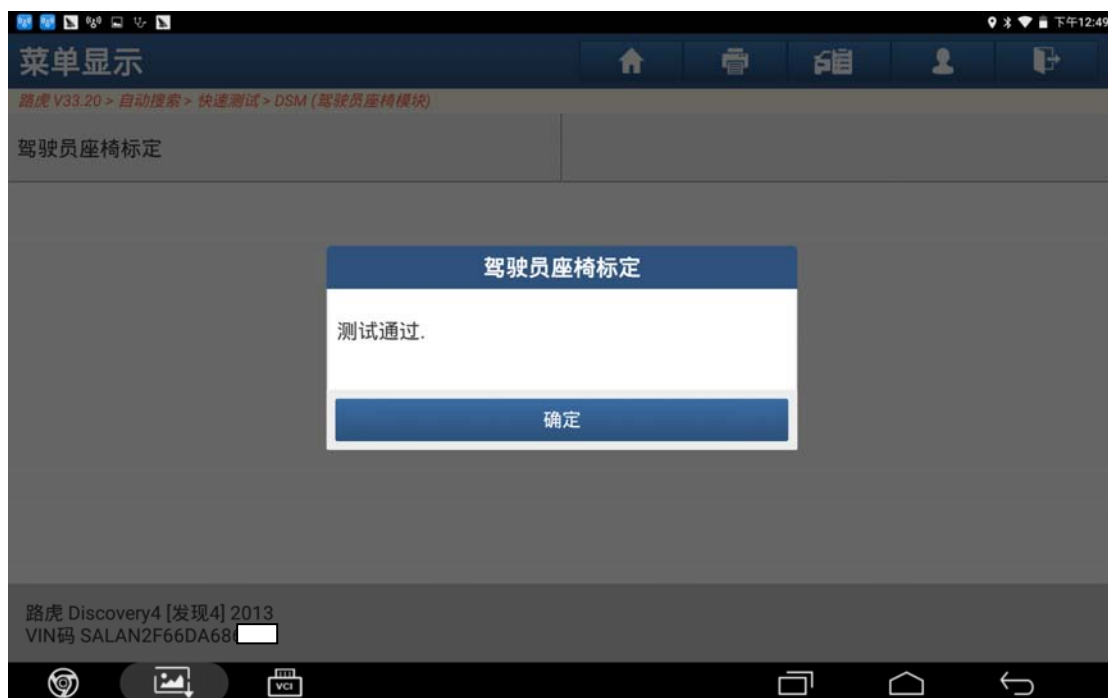 下午12:49
菜单显示
路虎 V33.20 > 自动搜索 > 快速测试 > DSM (驾驶员座椅模块)
驾驶员座椅标定
驾驶员座椅标定
测试通过.
确定
路虎 Discovery4 [发现4] 2013
VIN码 SALAN2F66DA68
VCI